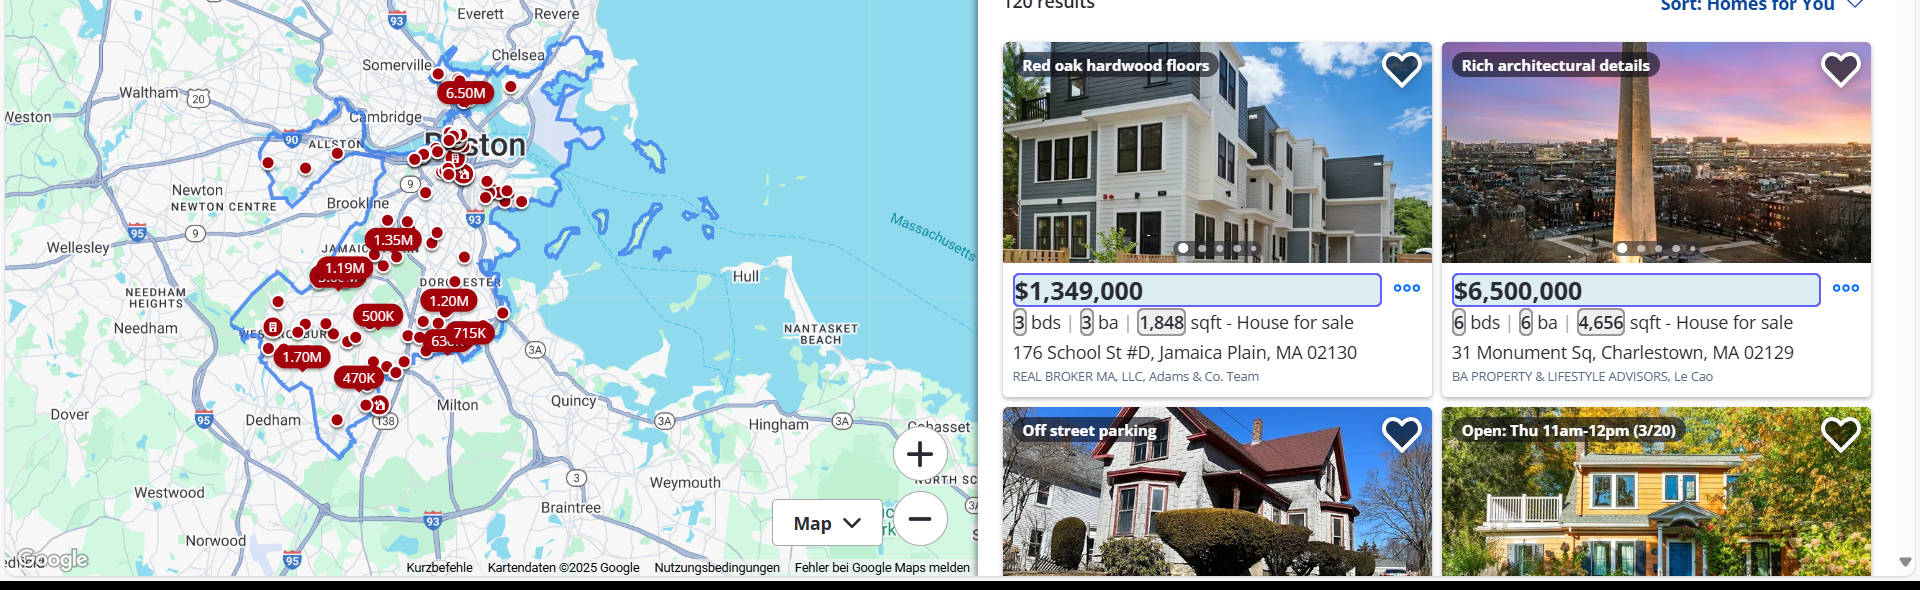 Everett
Revere
93
Chelsea
Somerville
6.50M
Waltham
20
Weston
Cambridge
90
ALLSTON
Boston
9
Newton
NEWTON CENTRE
Brookline
93
95
9
Wellesley
1.35M
Massachusetts
1.19M
Hull
NEEDHAM
HEIGHTS
DORCHESTER
1.20M
500K
Needham
715K
NANTASKET
BEACH
3A
1.70M
470K
Dover
95
Dedham
138
Milton
Quincy
3A
Hingham
3A
Cohasset
3
Weymouth
Westwood
Braintree
93
Map
Norwood
95
Google
Kurzbefehle
Kartendaten ©2025 Google
Nutzungsbedingungen
Fehler bei Google Maps melden
120 results
Sort: Homes for You
Red oak hardwood floors
$1,349,000
3 bds | 3 ba | 1,848 sqft - House for sale
176 School St #D, Jamaica Plain, MA 02130
REAL BROKER MA, LLC, Adams & Co. Team
Rich architectural details
$6,500,000
6 bds | 6 ba | 4,656 sqft - House for sale
31 Monument Sq, Charlestown, MA 02129
BA PROPERTY & LIFESTYLE ADVISORS, Le Cao
Off street parking
Open: Thu 11am-12pm (3/20)